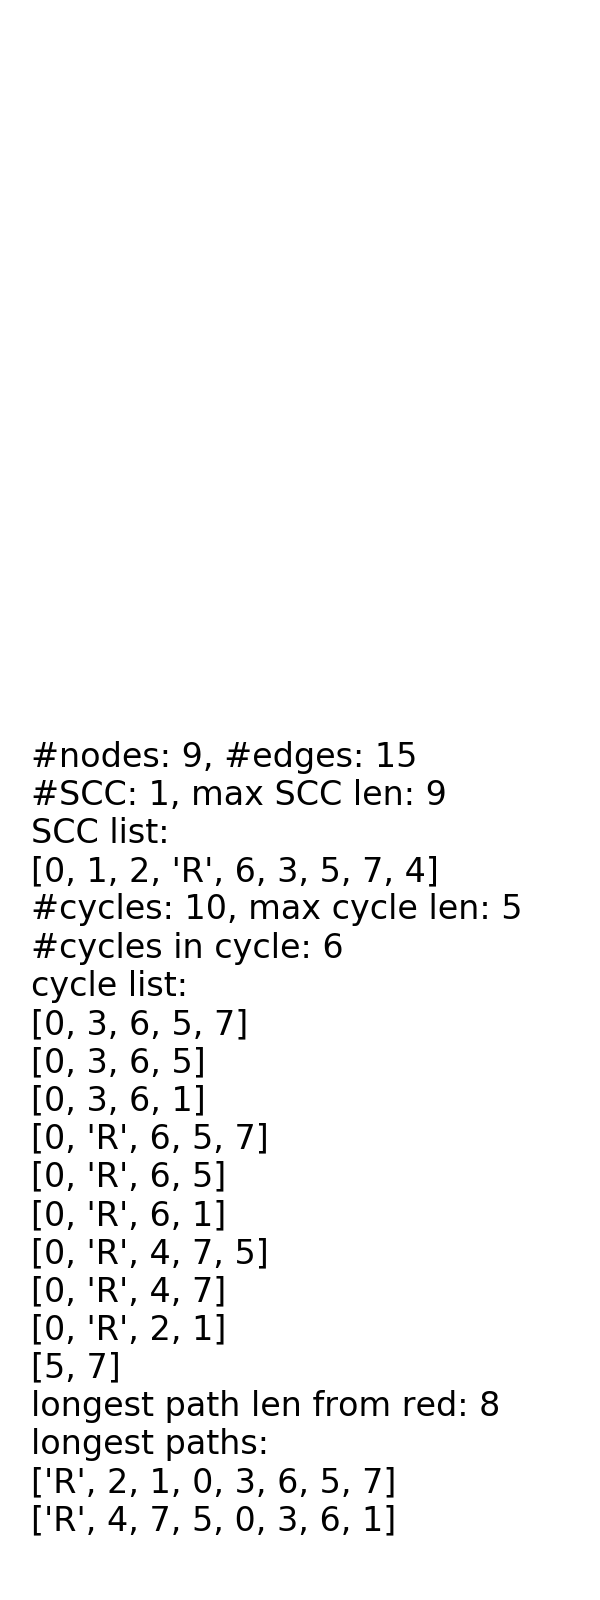 #nodes: 9, #edges: 15
#SCC: 1, max SCC len: 9
SCC list:
[0, 1, 2, 'R', 6, 3, 5, 7, 4]
#cycles: 10, max cycle len: 5
#cycles in cycle: 6
cycle list:
[0, 3, 6, 5, 7]
[0, 3, 6, 5]
[0, 3, 6, 1]
[0, 'R', 6, 5, 7]
[0, 'R', 6, 5]
[0, 'R', 6, 1]
[0, 'R', 4, 7, 5]
[0, 'R', 4, 7]
[0, 'R', 2, 1]
[5, 7]
longest path len from red: 8
longest paths:
['R', 2, 1, 0, 3, 6, 5, 7]
['R', 4, 7, 5, 0, 3, 6, 1]